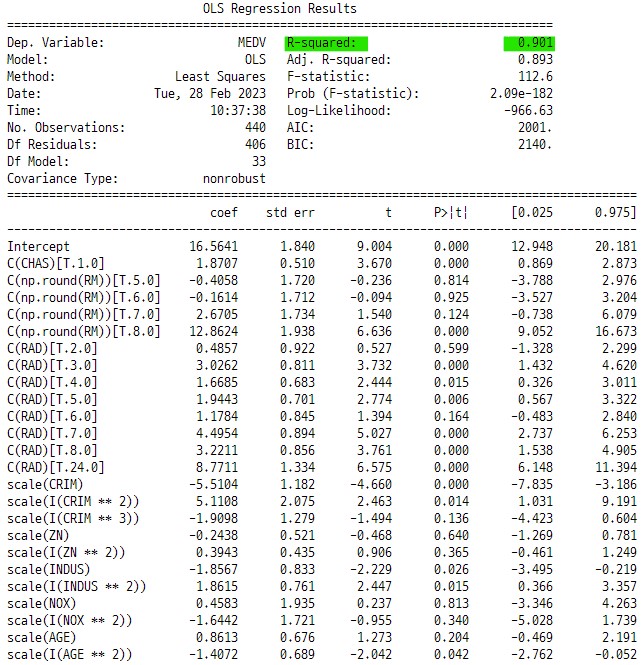 OLS Regression Results
==============================================================================
Dep. Variable: MEDV R-squared: 0.901
Model: OLS Adj. R-squared: 0.893
Method: Least Squares F-statistic: 112.6
Date: Tue, 28 Feb 2023 Prob (F-statistic): 2.09e-182
Time: 10:37:38 Log-Likelihood: -966.63
No. Observations: 440 AIC: 2001.
Df Residuals: 406 BIC: 2140.
Df Model: 33
Covariance Type: nonrobust
==========================================================================================
coef std err t P>¦t¦ [0.025 0.975]
------------------------------------------------------------------------------------------
Intercept 16.5641 1.840 9.004 0.000 12.948 20.181
C(CHAS)[T.1.0] 1.8707 0.510 3.670 0.000 0.869 2.873
C(np.round(RM))[T.5.0] -0.4058 1.720 -0.236 0.814 -3.788 2.976
C(np.round(RM))[T.6.0] -0.1614 1.712 -0.094 0.925 -3.527 3.204
C(np.round(RM))[T.7.0] 2.6705 1.734 1.540 0.124 -0.738 6.079
C(np.round(RM))[T.8.0] 12.8624 1.938 6.636 0.000 9.052 16.673
C(RAD)[T.2.0] 0.4857 0.922 0.527 0.599 -1.328 2.299
C(RAD)[T.3.0] 3.0262 0.811 3.732 0.000 1.432 4.620
C(RAD)[T.4.0] 1.6685 0.683 2.444 0.015 0.326 3.011
C(RAD)[T.5.0] 1.9443 0.701 2.774 0.006 0.567 3.322
C(RAD)[T.6.0] 1.1784 0.845 1.394 0.164 -0.483 2.840
C(RAD)[T.7.0] 4.4954 0.894 5.027 0.000 2.737 6.253
C(RAD)[T.8.0] 3.2211 0.856 3.761 0.000 1.538 4.905
C(RAD)[T.24.0] 8.7711 1.334 6.575 0.000 6.148 11.394
scale(CRIM) -5.5104 1.182 -4.660 0.000 -7.835 -3.186
scale(I(CRIM ** 2)) 5.1108 2.075 2.463 0.014 1.031 9.191
scale(I(CRIM ** 3)) -1.9098 1.279 -1.494 0.136 -4.423 0.604
scale(ZN) -0.2438 0.521 -0.468 0.640 -1.269 0.781
scale(I(ZN ** 2)) 0.3943 0.435 0.906 0.365 -0.461 1.249
scale(INDUS) -1.8567 0.833 -2.229 0.026 -3.495 -0.219
scale(I(INDUS ** 2)) 1.8615 0.761 2.447 0.015 0.366 3.357
scale(NOX) 0.4583 1.935 0.237 0.813 -3.346 4.263
scale(I(NOX ** 2)) -1.6442 1.721 -0.955 0.340 -5.028 1.739
scale(AGE) 0.8613 0.676 1.273 0.204 -0.469 2.191
scale(I(AGE ** 2)) -1.4072 0.689 -2.042 0.042 -2.762 -0.052